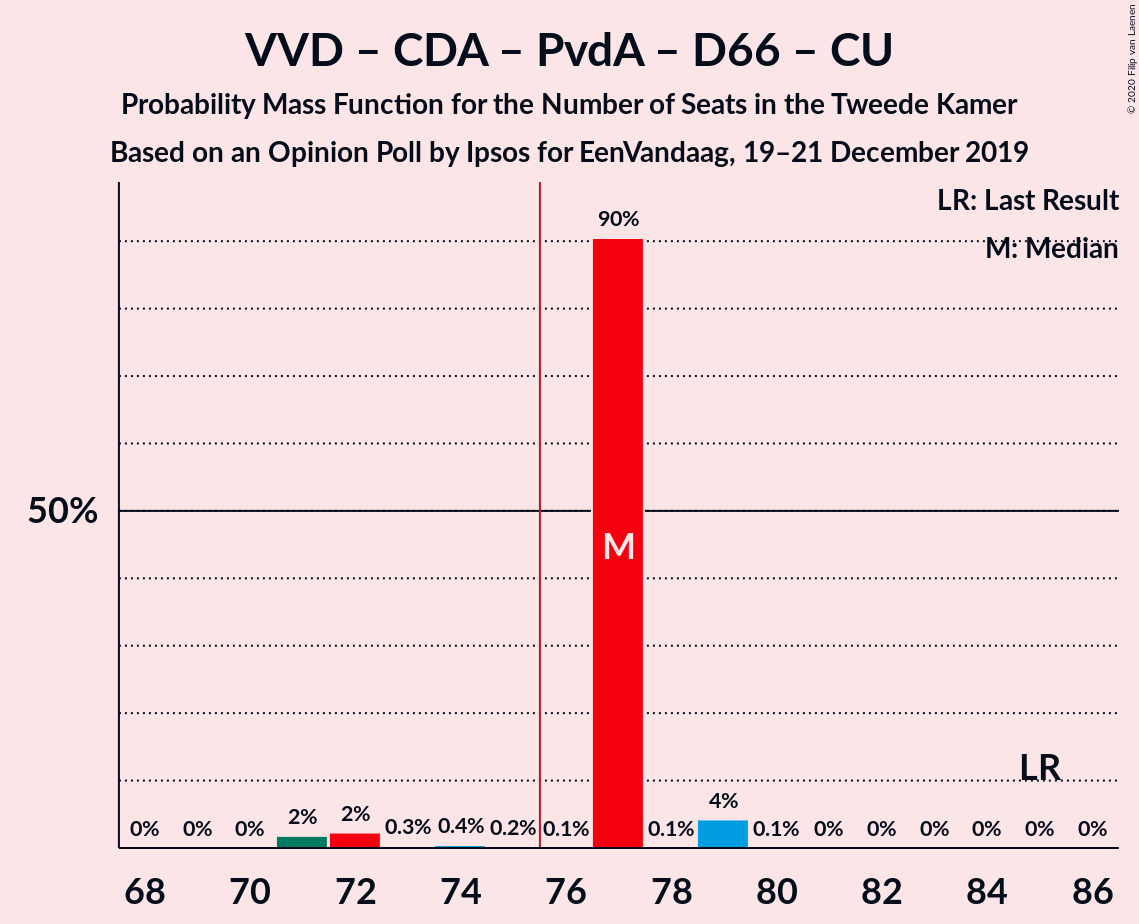 VVD – CDA – PvdA – D66 – CU
Probability Mass Function for the Number of Seats in the Tweede Kamer
Based on an Opinion Poll by Ipsos for EenVandaag, 19–21 December 2019
© 2020 Filip van Laenen
LR: Last Result
M: Median
90%
50%
M
LR
0% 0% 0% 2% 2% 0.3% 0.4% 0.2% 0.1% 0.1% 4% 0.1% 0% 0% 0% 0% 0% 0%
68 70 72 74 76 78 80 82 84 86